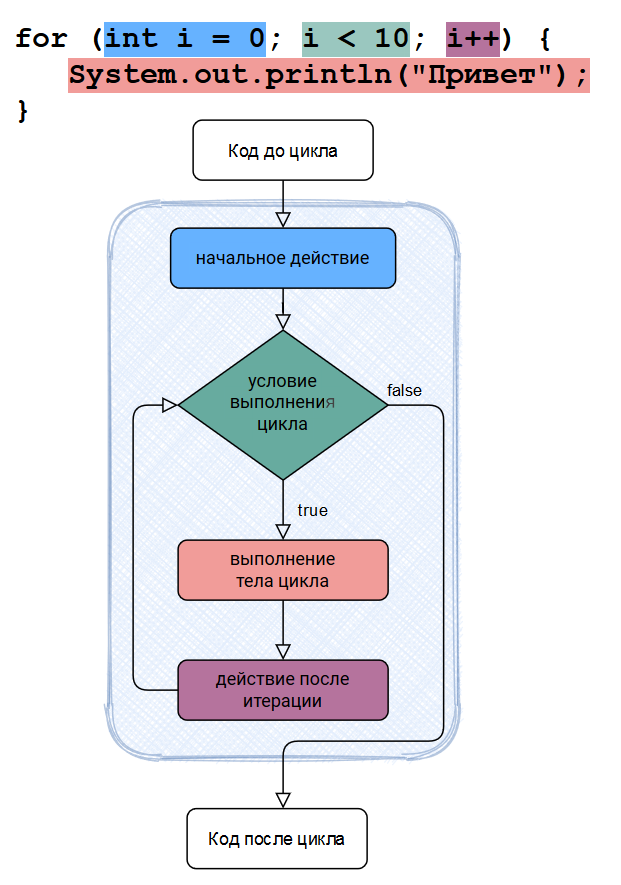 for (int i = 0; i < 10; i++) {
System.out.println("Привет");
}
Код до цикла
начальное действие
условие
выполнения
цикла
false
true
выполнение
тела цикла
действие после
итерации
Код после цикла